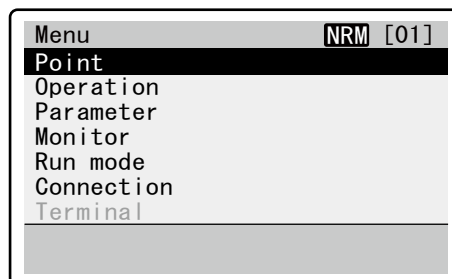 Menu NRM [01]
Point
Operation
Parameter
Monitor
Run mode
Connection
Terminal